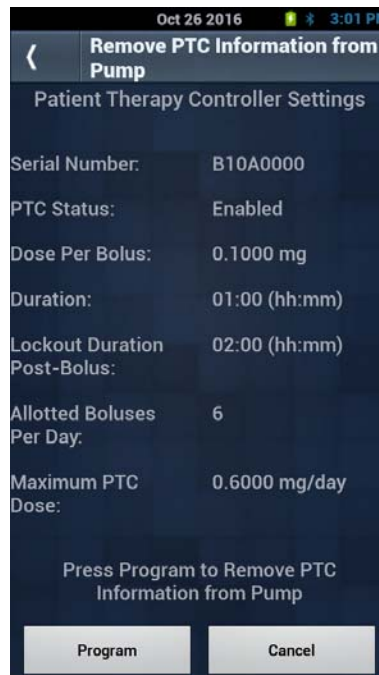 Oct 26 2016 3:01 P
Remove PTC Information from
Pump
Patient Therapy Controller Settings
Serial Number: B10A0000
PTC Status: Enabled
Dose Per Bolus: 0.1000 mg
Duration: 01:00 (hh:mm)
Lockout Duration 02:00 (hh:mm)
Post-Bolus:
Allotted Boluses 6
Per Day:
Maximum PTC 0.6000 mg/day
Dose:
Press Program to Remove PTC
Information from Pump
Program Cancel